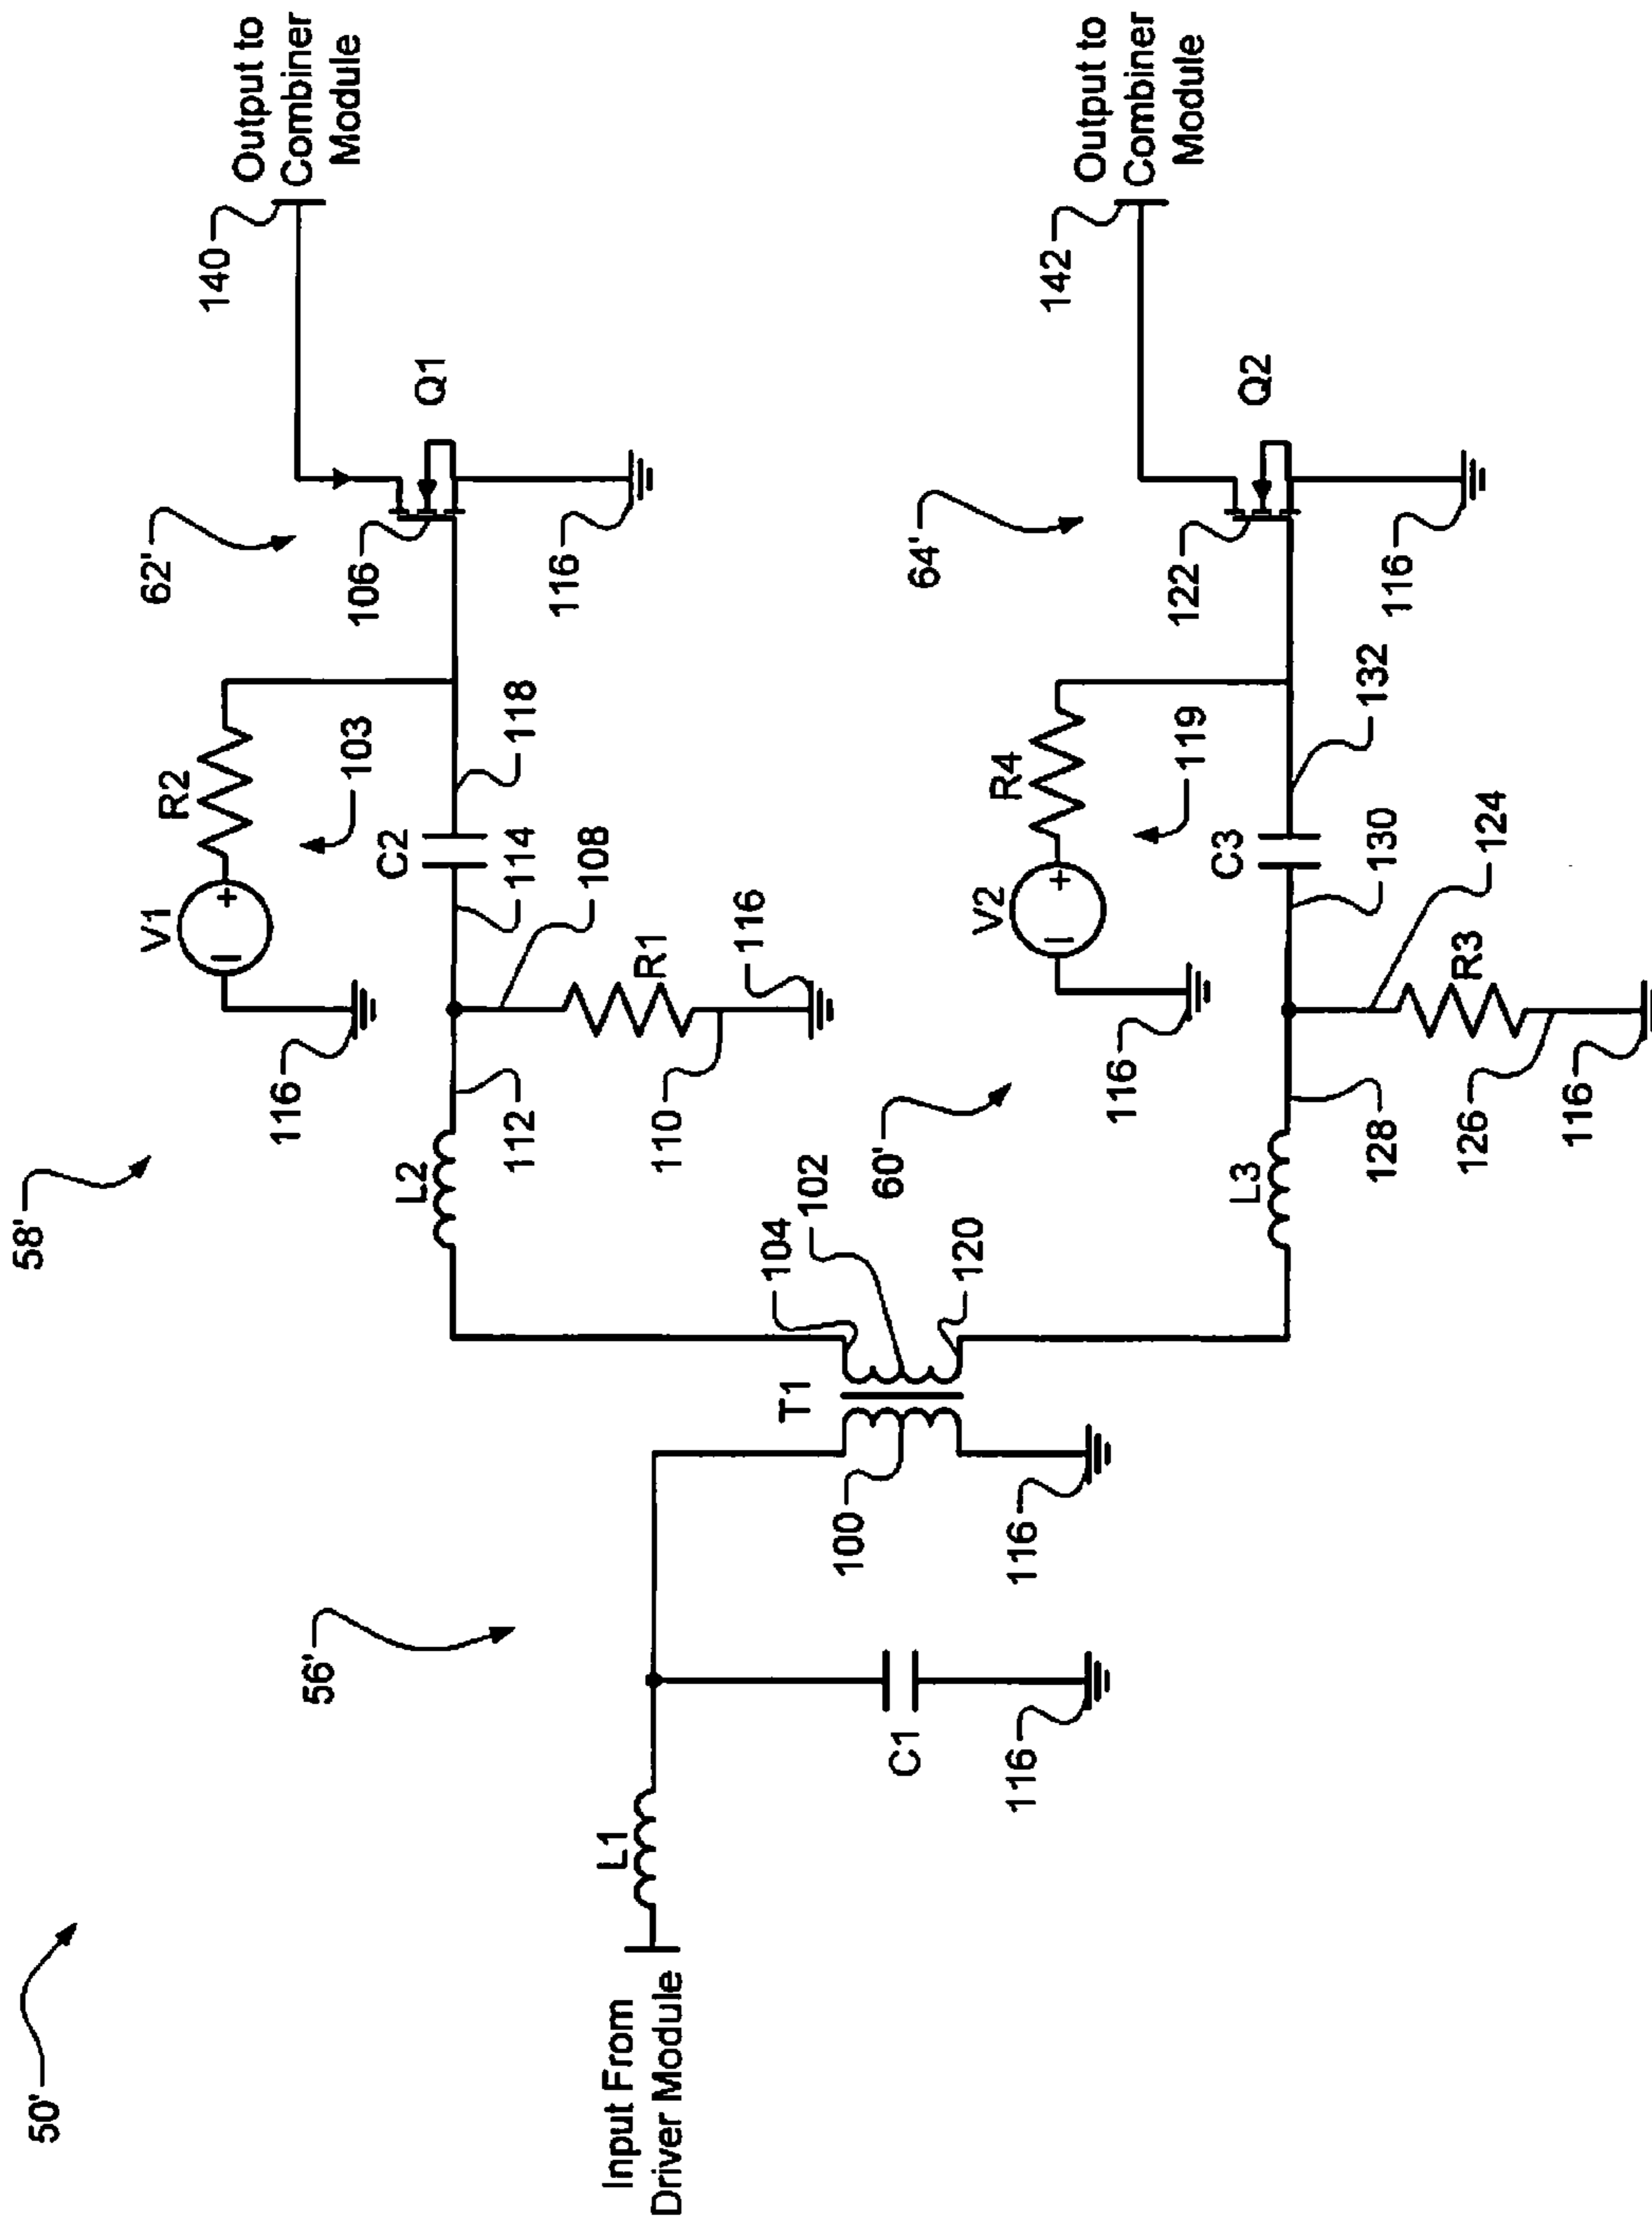 50'
58'
56'
Input From
Driver Module
L1
C1
116
100
116
T1
104
102
120
L2
112
110
R1
116
108
114
C2
118
116
V1
+
–
R2
103
62'
106
116
Q1
140
Output to
Combiner
Module
60'
L3
128
126
116
R3
124
130
C3
132
116
V2
+
–
R4
119
64'
122
116
Q2
142
Output to
Combiner
Module